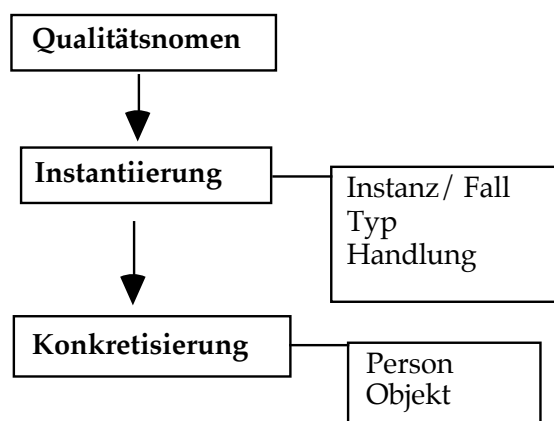 Qualitätsnomen
Instantiierung
Instanz/ Fall
Typ
Handlung
Konkretisierung
Person
Objekt